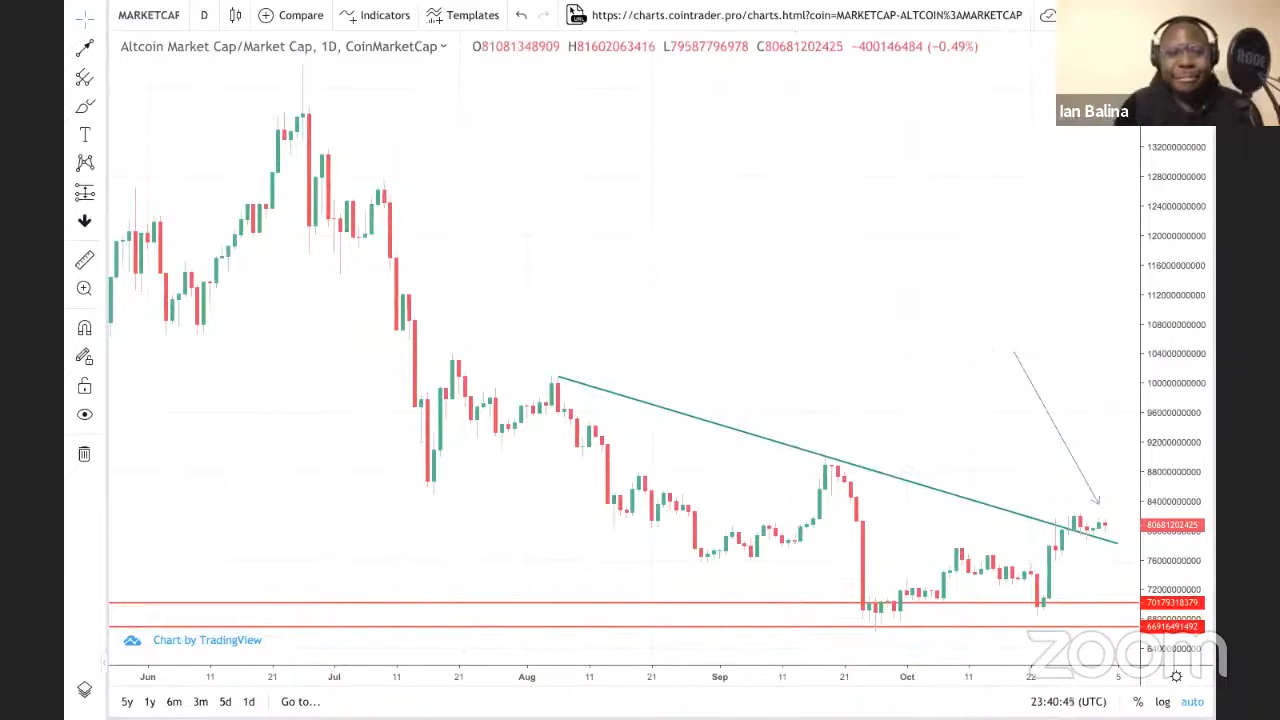 MARKETCAP D Compare Indicators Templates https://charts.cointrader.pro/charts.html?coin=MARKETCAP-ALTCOIN%3AMARKETCAP
Altcoin Market Cap/Market Cap, 1D, CoinMarketCap O81081348909 H81602063416 L79587796978 C80681202425 −400146484 (−0.49%)
Ian Balina
132000000000
128000000000
124000000000
120000000000
116000000000
112000000000
108000000000
104000000000
100000000000
96000000000
92000000000
88000000000
84000000000
80681202425
76000000000
72000000000
70179318379
66916491492
Chart by TradingView
zoom
Jun 11 21 Jul 11 21 Aug 11 21 Sep 11 21 Oct 11 22 5
5y 1y 6m 3m 5d 1d Go to... 23:40:45 (UTC) % log auto